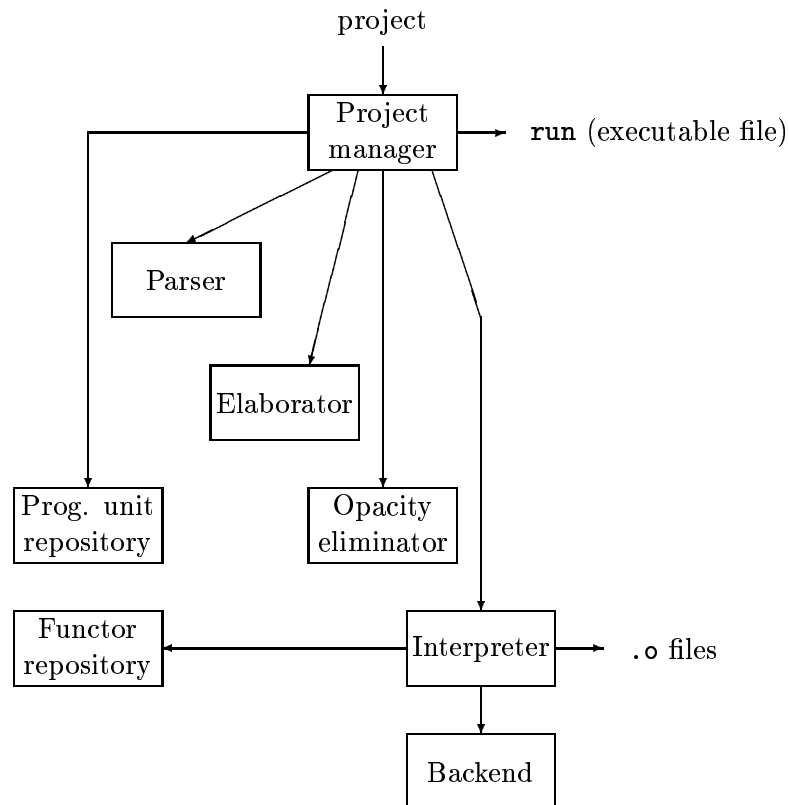 project
Project
manager
run (executable file)
Parser
Elaborator
Prog. unit
repository
Opacity
eliminator
Functor
repository
Interpreter
.o files
Backend